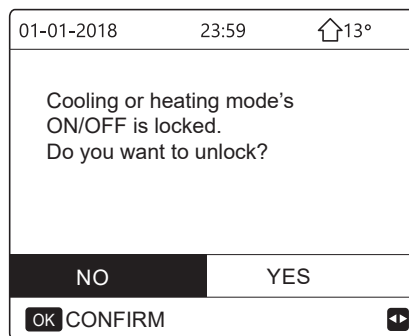 01-01-2018 23:59 13°
Cooling or heating mode's
ON/OFF is locked.
Do you want to unlock?
NO YES
OK CONFIRM